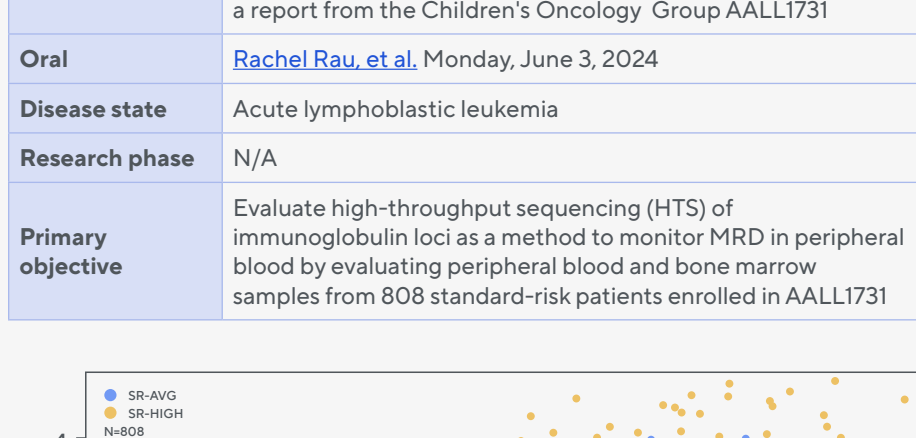 a report from the Children's Oncology Group AALL1731
Oral
Rachel Rau, et al. Monday, June 3, 2024
Disease state
Acute lymphoblastic leukemia
Research phase
N/A
Primary
objective
Evaluate high-throughput sequencing (HTS) of
immunoglobulin loci as a method to monitor MRD in peripheral
blood by evaluating peripheral blood and bone marrow
samples from 808 standard-risk patients enrolled in AALL1731
SR-AVG
SR-HIGH
N=808